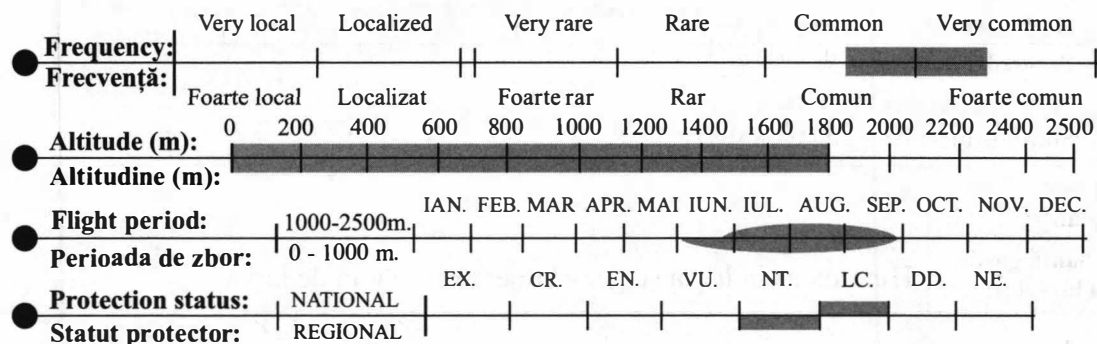 Very local Localized Very rare Rare Common Very common
Frequency:
Frecvență:
Foarte local Localizat Foarte rar Rar Comun Foarte comun
0 200 400 600 800 1000 1200 1400 1600 1800 2000 2200 2400 2500
Altitude (m):
Altitudine (m):
IAN. FEB. MAR APR. MAI IUN. IUL. AUG. SEP. OCT. NOV. DEC.
Flight period: 1000-2500m.
Perioada de zbor: 0 - 1000 m.
EX. CR. EN. VU. NT. LC. DD. NE.
Protection status: NATIONAL
Statut protector: REGIONAL